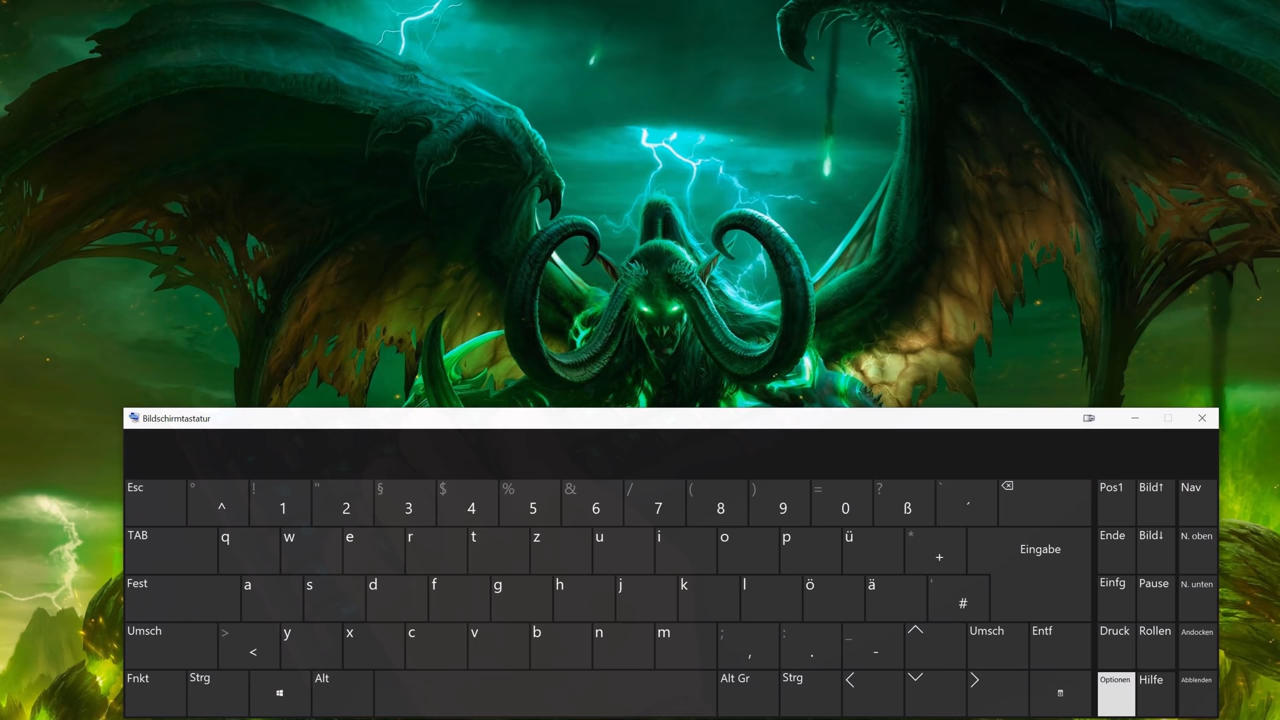 Bildschirmtastatur
Esc ° ^ ! 1 " 2 § 3 $ 4 % 5 & 6 / 7 ( 8 ) 9 = 0 ? ß ` ´ Pos1 Bild↑ Nav
TAB q w e r t z u i o p ü * + Eingabe Ende Bild↓ N. oben
Fest a s d f g h j k l ö ä ' # Einfg Pause N. unten
Umsch > < y x c v b n m ; , : . _ - Umsch Entf Druck Rollen Andocken
Fnkt Strg Alt Alt Gr Strg Optionen Hilfe Abblenden